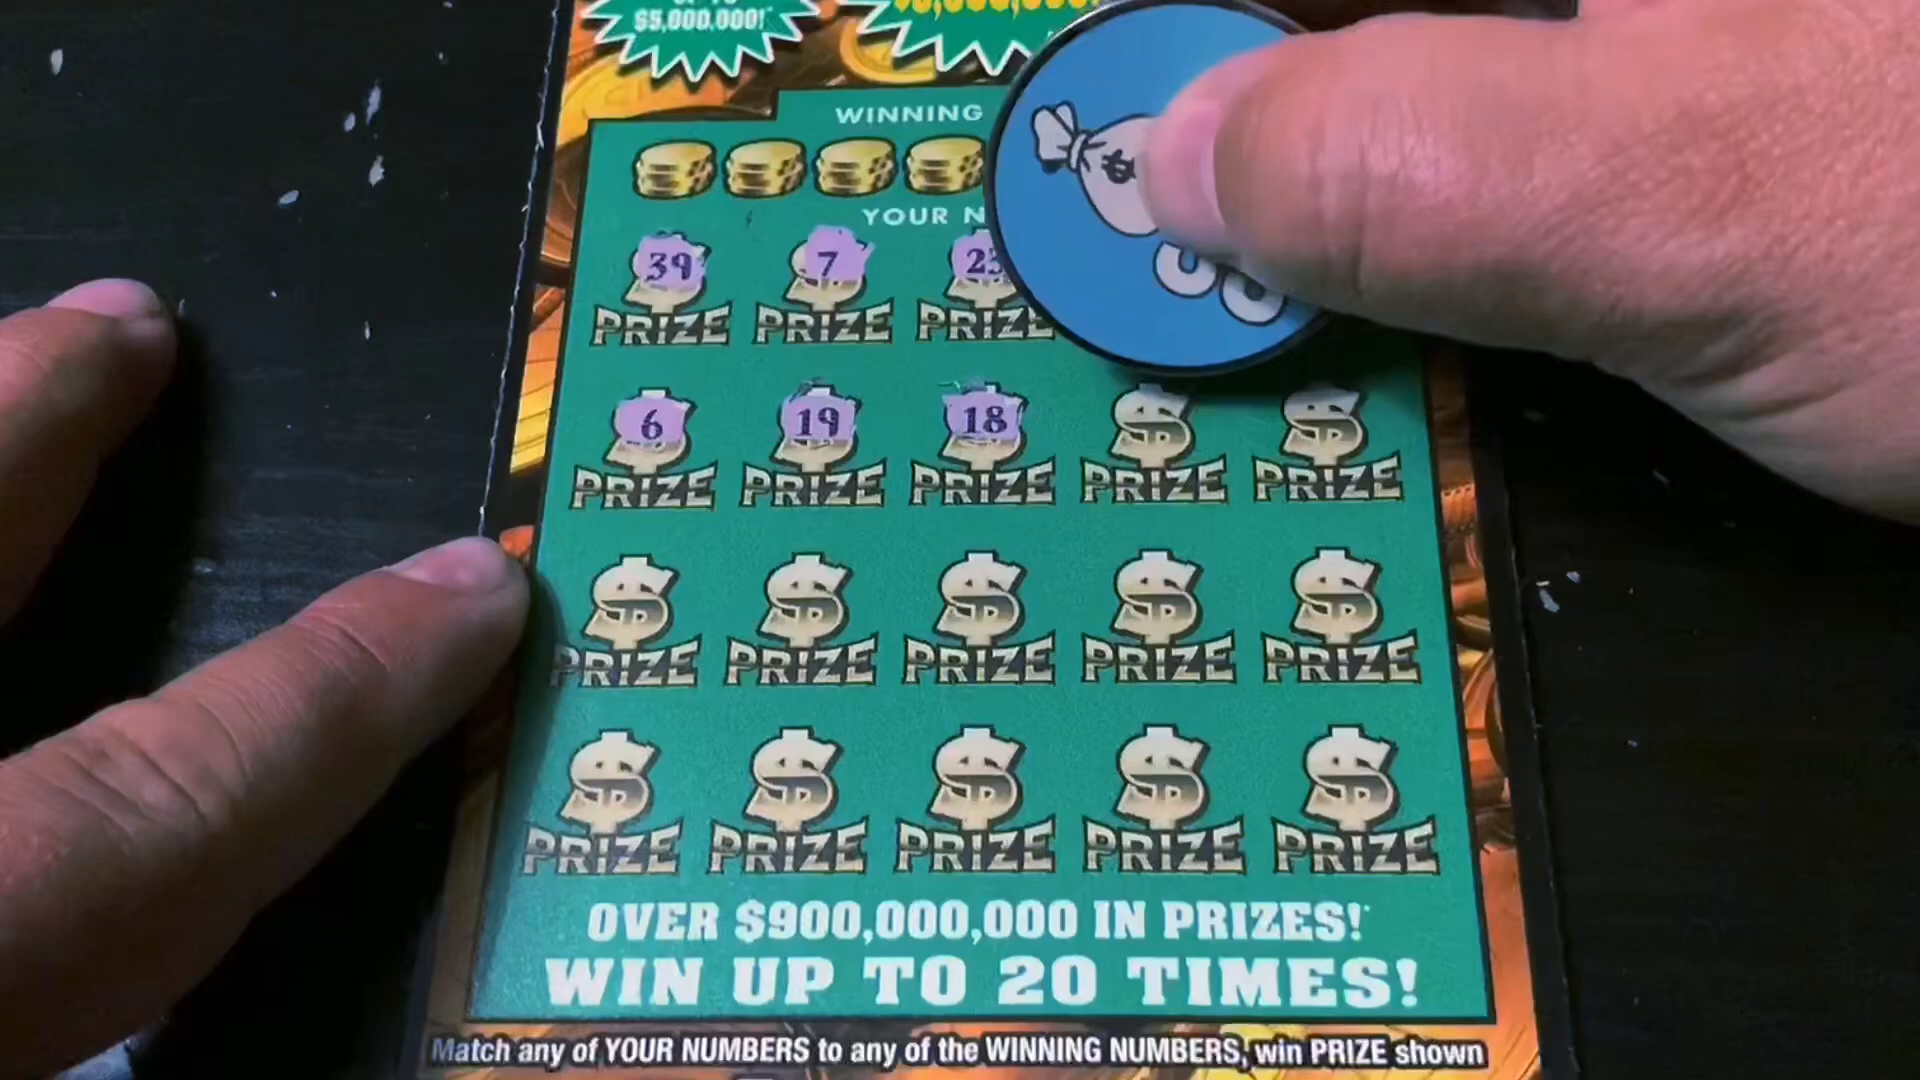 $5,000,000!*
WINNING
YOUR N
39 7 23
PRIZE PRIZE PRIZE
6 19 18
PRIZE PRIZE PRIZE PRIZE PRIZE
PRIZE PRIZE PRIZE PRIZE PRIZE
PRIZE PRIZE PRIZE PRIZE PRIZE
OVER $900,000,000 IN PRIZES!*
WIN UP TO 20 TIMES!
Match any of YOUR NUMBERS to any of the WINNING NUMBERS, win PRIZE shown